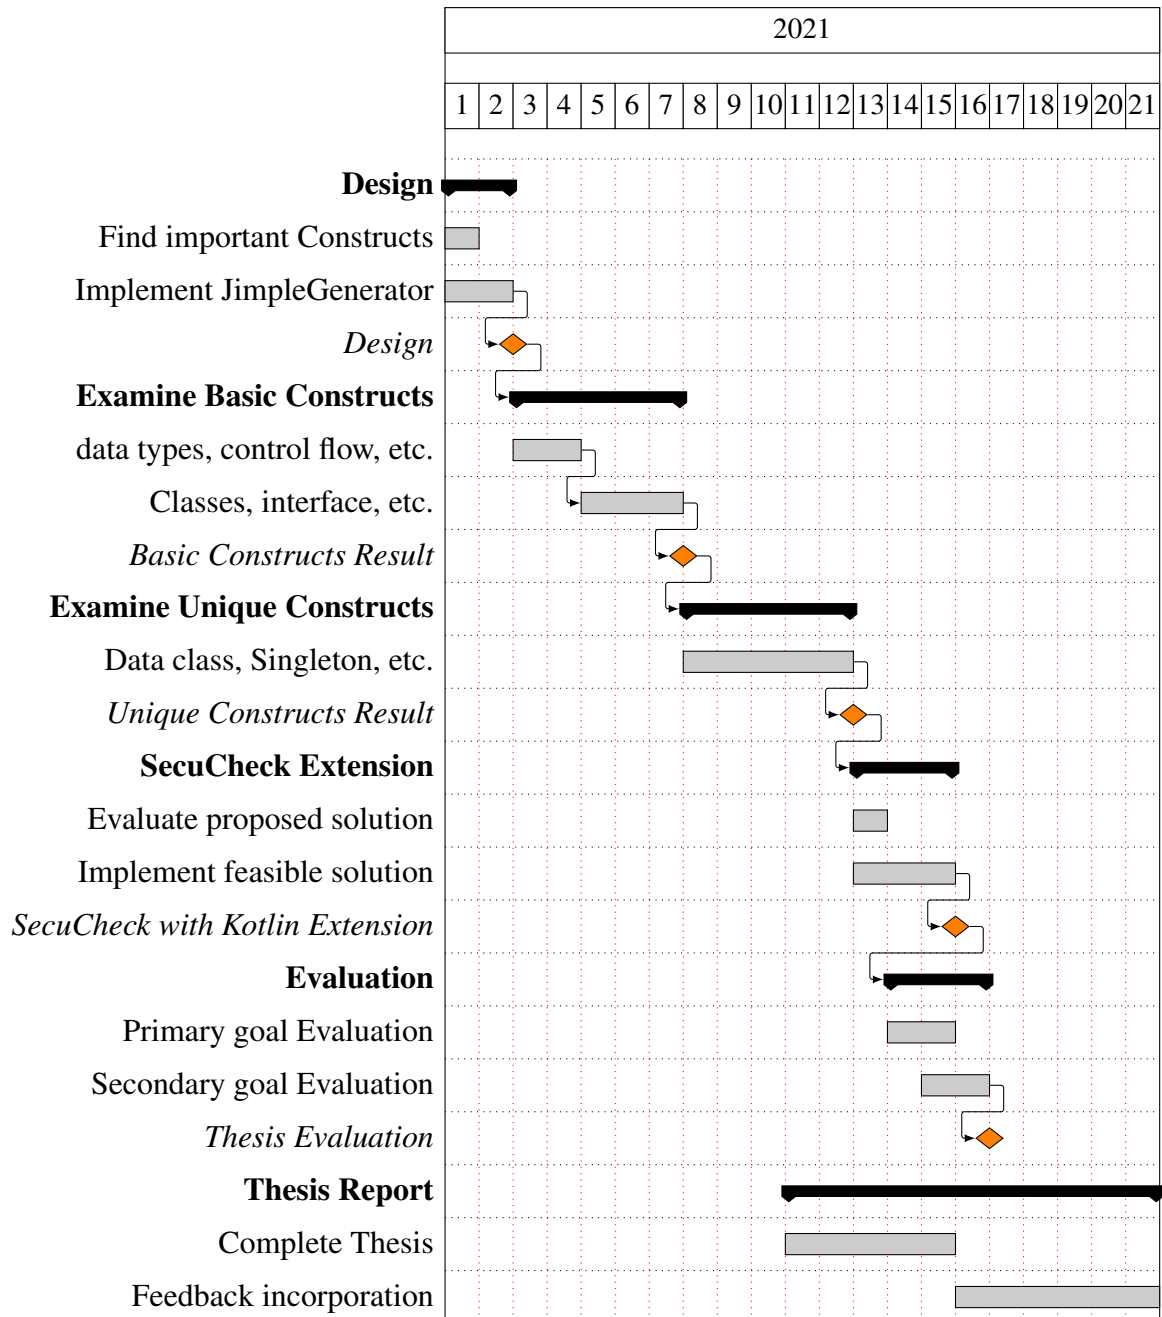 2021
1 2 3 4 5 6 7 8 9 10 11 12 13 14 15 16 17 18 19 20 21
Design
Find important Constructs
Implement JimpleGenerator
Design
Examine Basic Constructs
data types, control flow, etc.
Classes, interface, etc.
Basic Constructs Result
Examine Unique Constructs
Data class, Singleton, etc.
Unique Constructs Result
SecuCheck Extension
Evaluate proposed solution
Implement feasible solution
SecuCheck with Kotlin Extension
Evaluation
Primary goal Evaluation
Secondary goal Evaluation
Thesis Evaluation
Thesis Report
Complete Thesis
Feedback incorporation